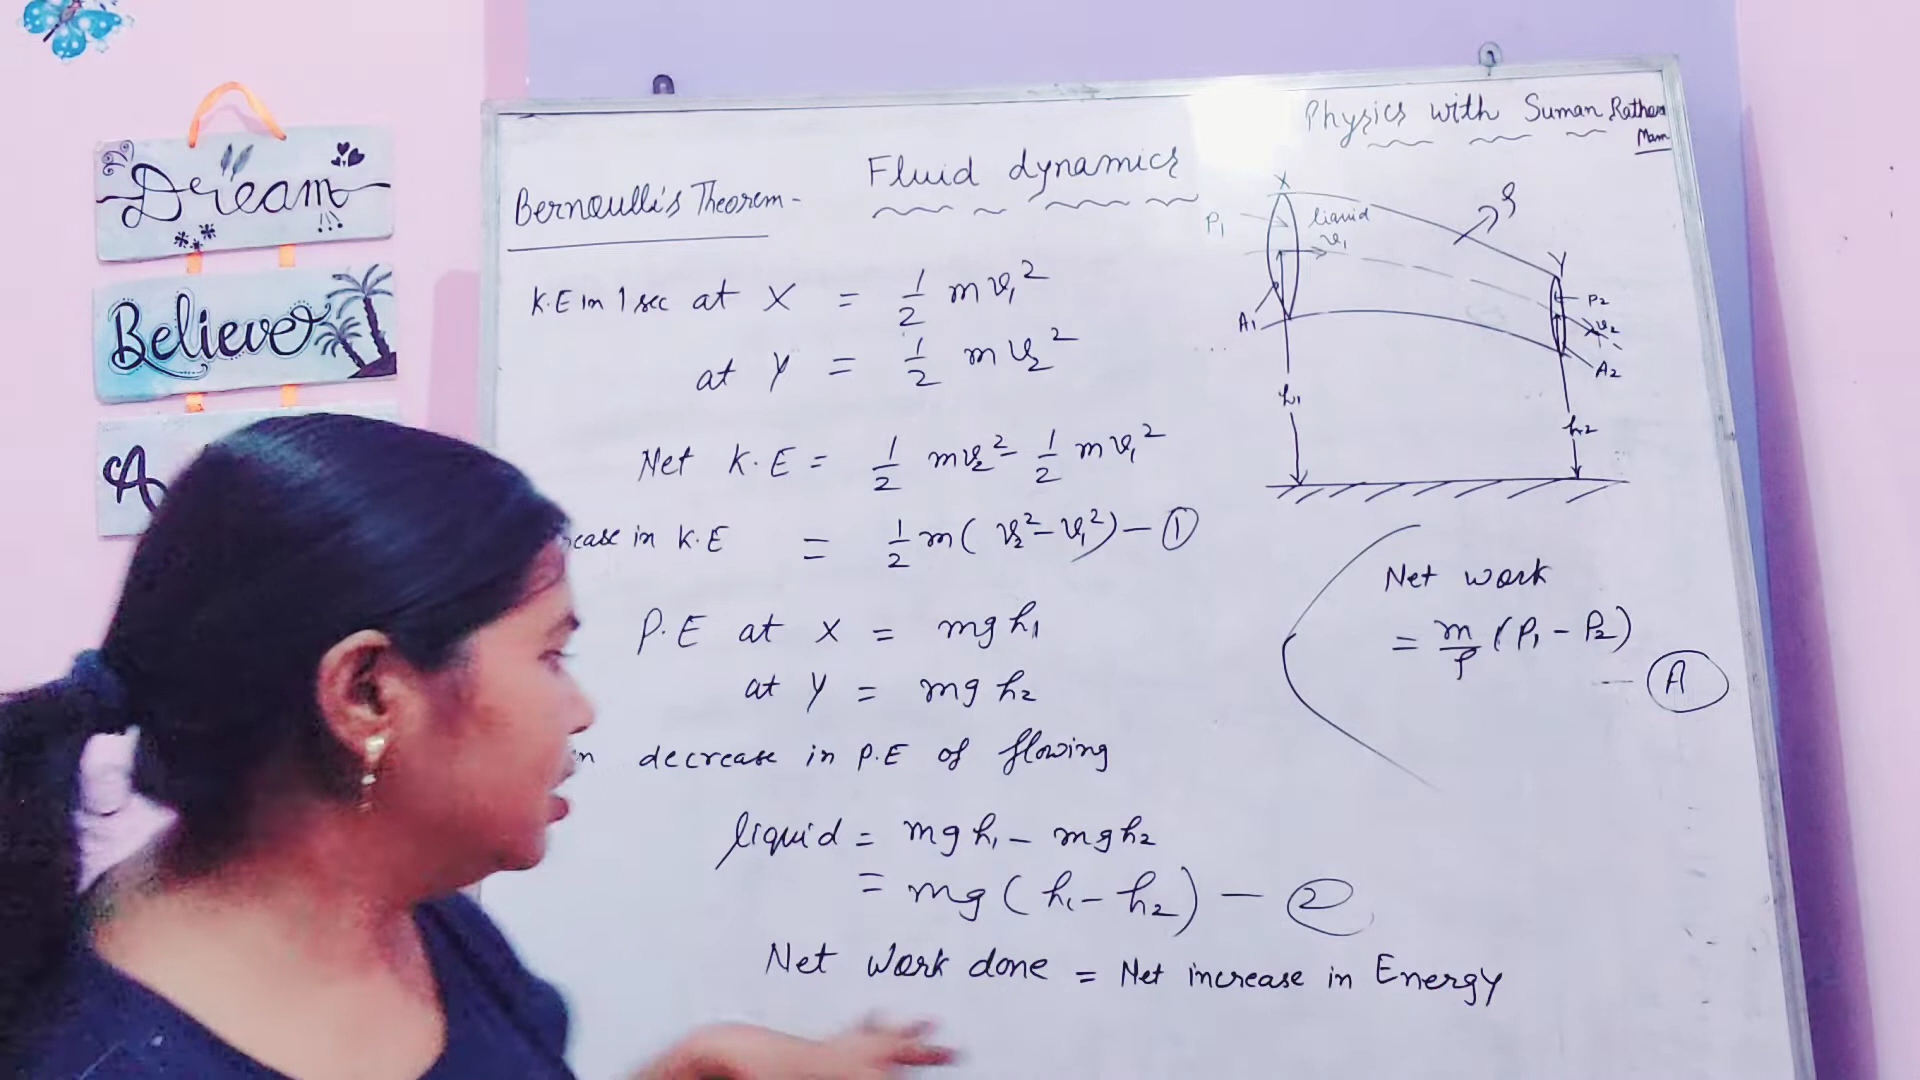 Dream
Believe
Physics with Suman Rathore
Mam
Fluid dynamics
Bernoulli's Theorem -
K.E in 1 sec at X = 1/2 mv₁²
at Y = 1/2 mv₂²
Net K.E = 1/2 mv₂² - 1/2 mv₁²
in K.E = 1/2 m(v₂² - v₁²) - ①
P.E at X = mgh₁
at Y = mgh₂
decrease in P.E of flowing
liquid = mgh₁ - mgh₂
= mg(h₁ - h₂) - ②
Net Work done = Net increase in Energy
X
P₁
liquid
v₁
ρ
Y
P₂
v₂
A₁
A₂
h₁
h₂
Net work
= m/ρ (P₁ - P₂)
- Ⓐ